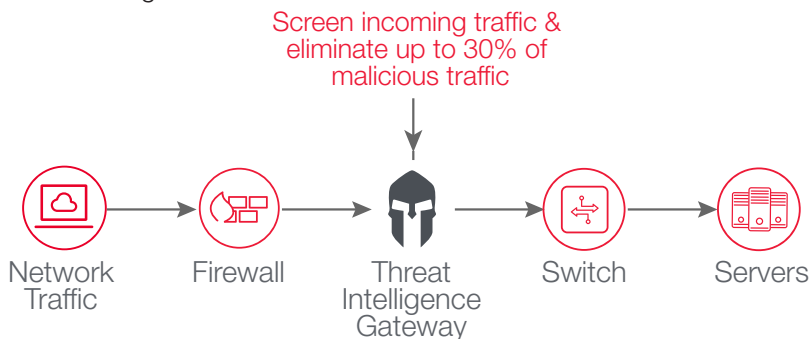 Screen incoming traffic &
eliminate up to 30% of
malicious traffic
Network
Traffic
Firewall
Threat
Intelligence
Gateway
Switch
Servers